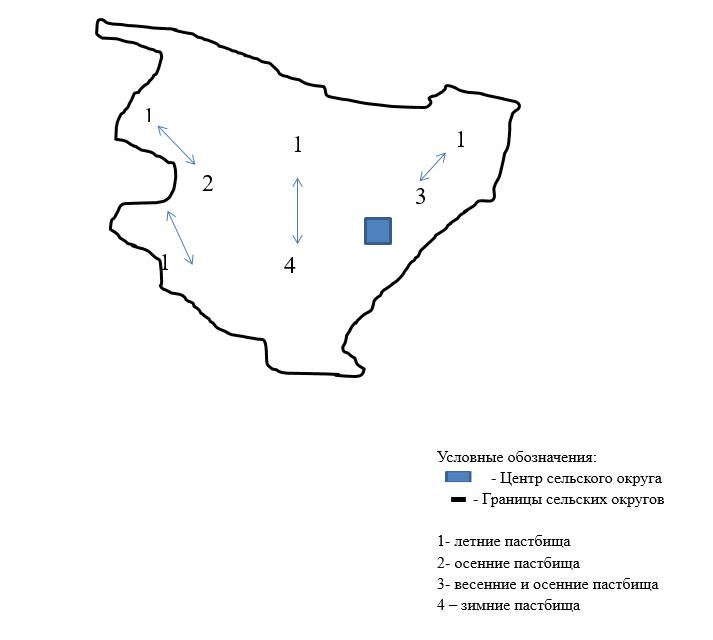 1
1
1
2
3
1
4
Условные обозначения:
- Центр сельского округа
- Границы сельских округов
1- летние пастбища
2- осенние пастбища
3- весенние и осенние пастбища
4 – зимние пастбища